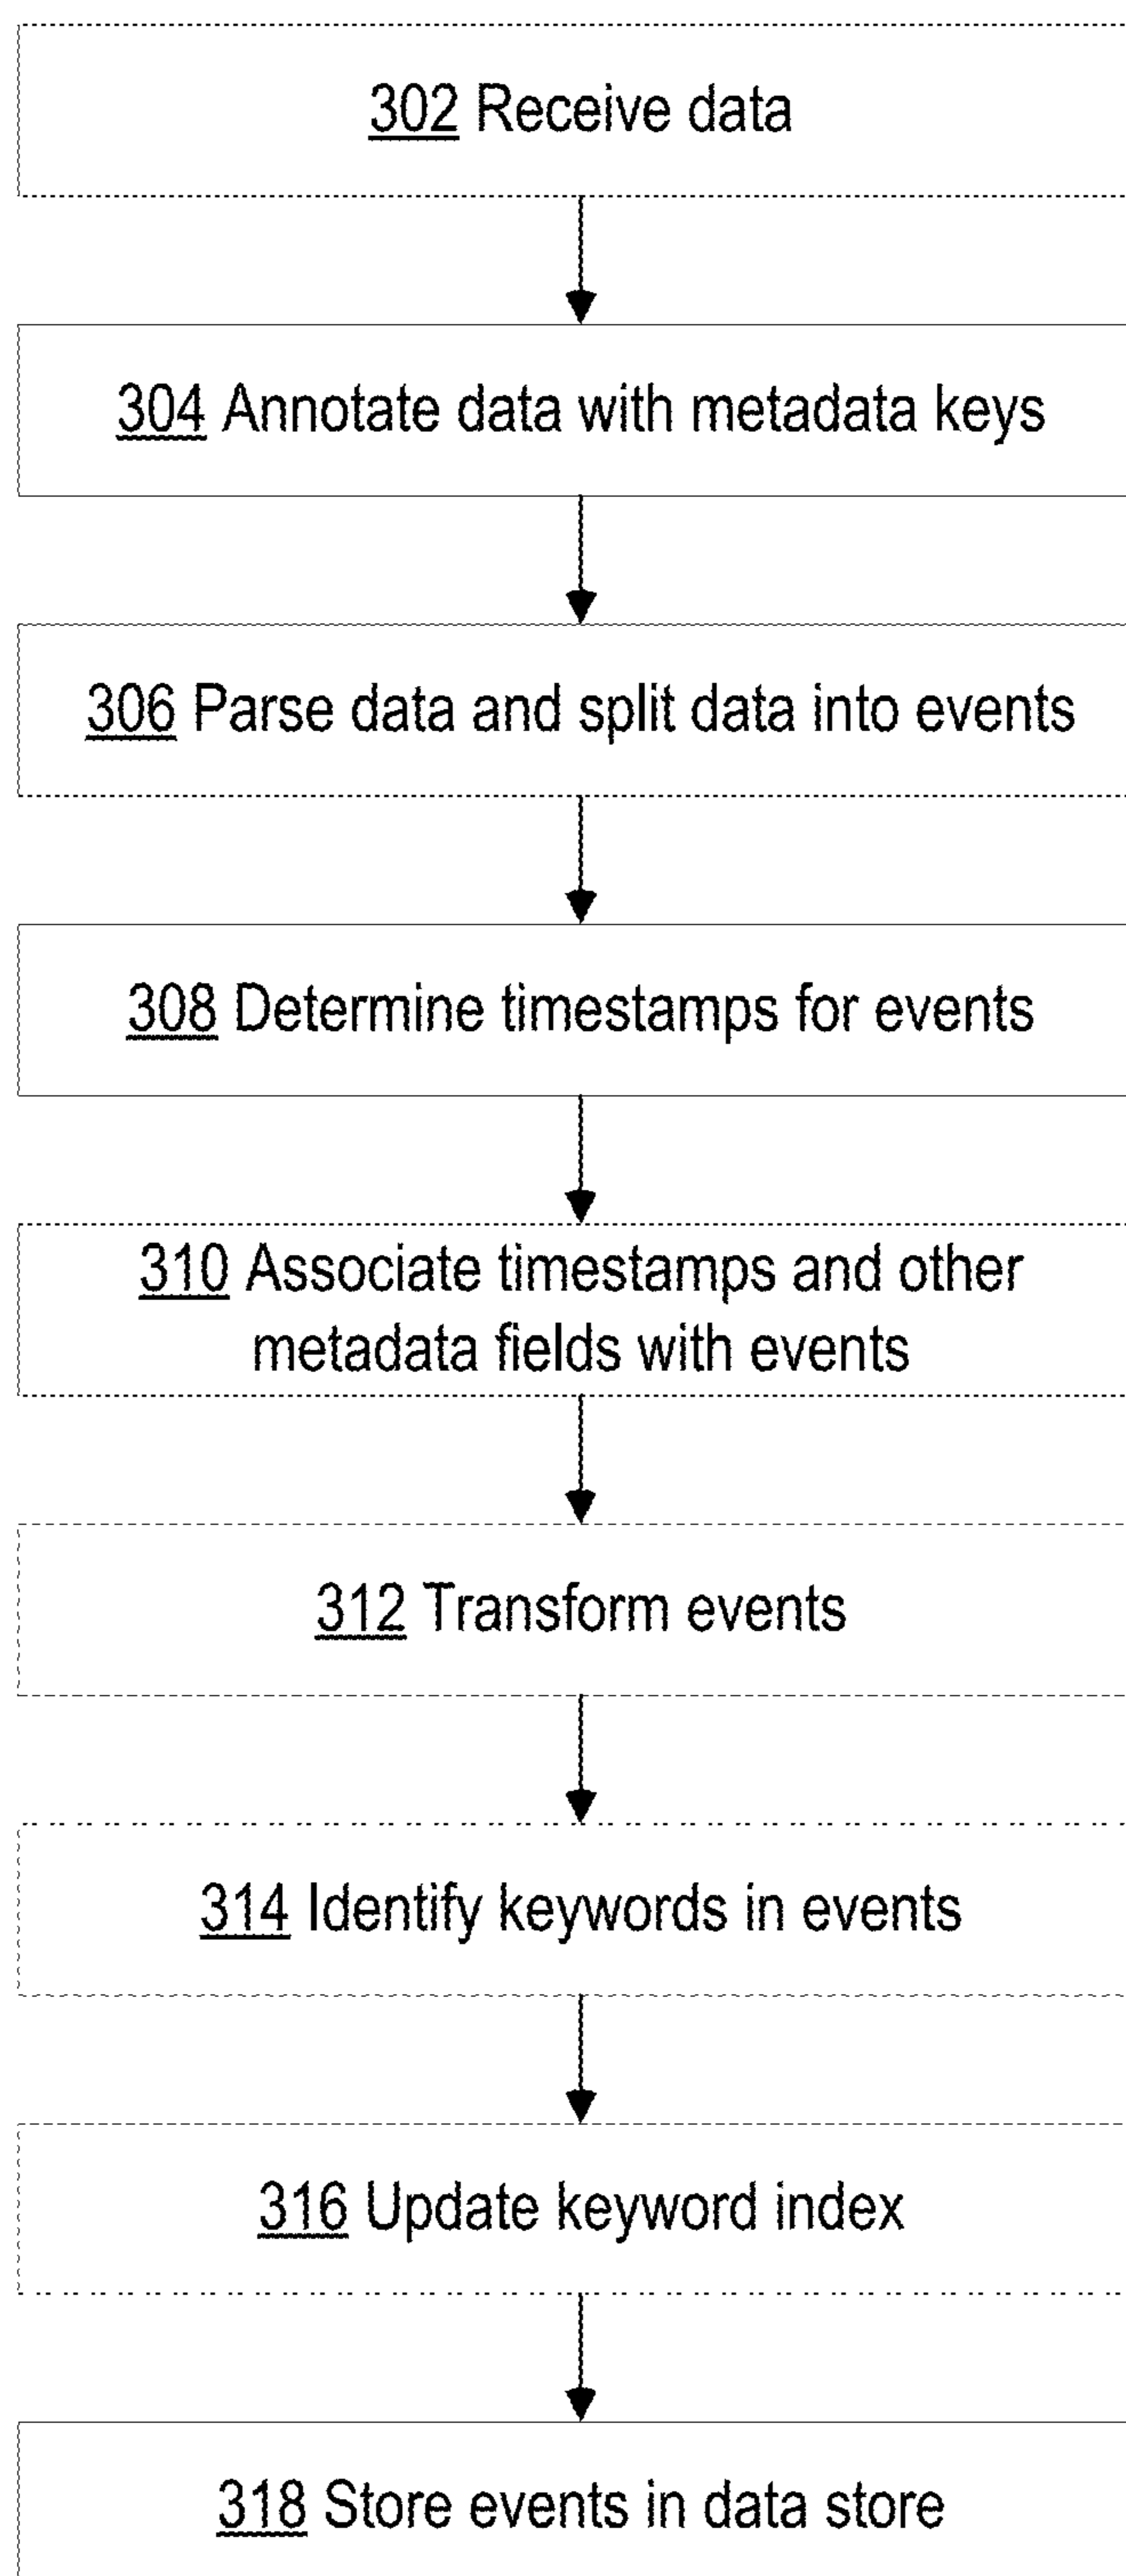 302 Receive data
304 Annotate data with metadata keys
306 Parse data and split data into events
308 Determine timestamps for events
310 Associate timestamps and other
metadata fields with events
312 Transform events
314 Identify keywords in events
316 Update keyword index
318 Store events in data store